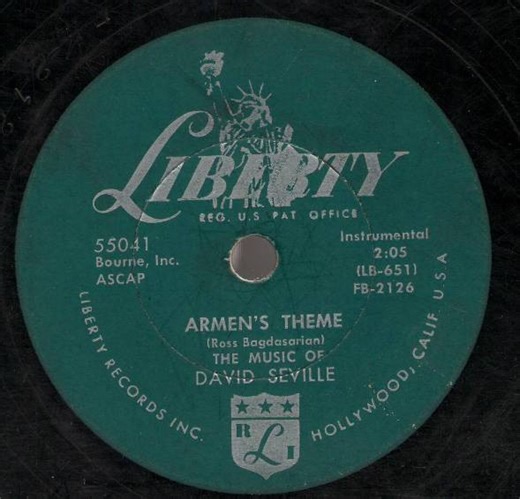 LIBERTY
REG. U.S. PAT OFFICE
55041
Bourne, Inc.
ASCAP
Instrumental
2:05
(LB-651)
FB-2126
ARMEN'S THEME
(Ross Bagdasarian)
THE MUSIC OF
DAVID SEVILLE
LIBERTY RECORDS INC. HOLLYWOOD, CALIF U S A
R L I